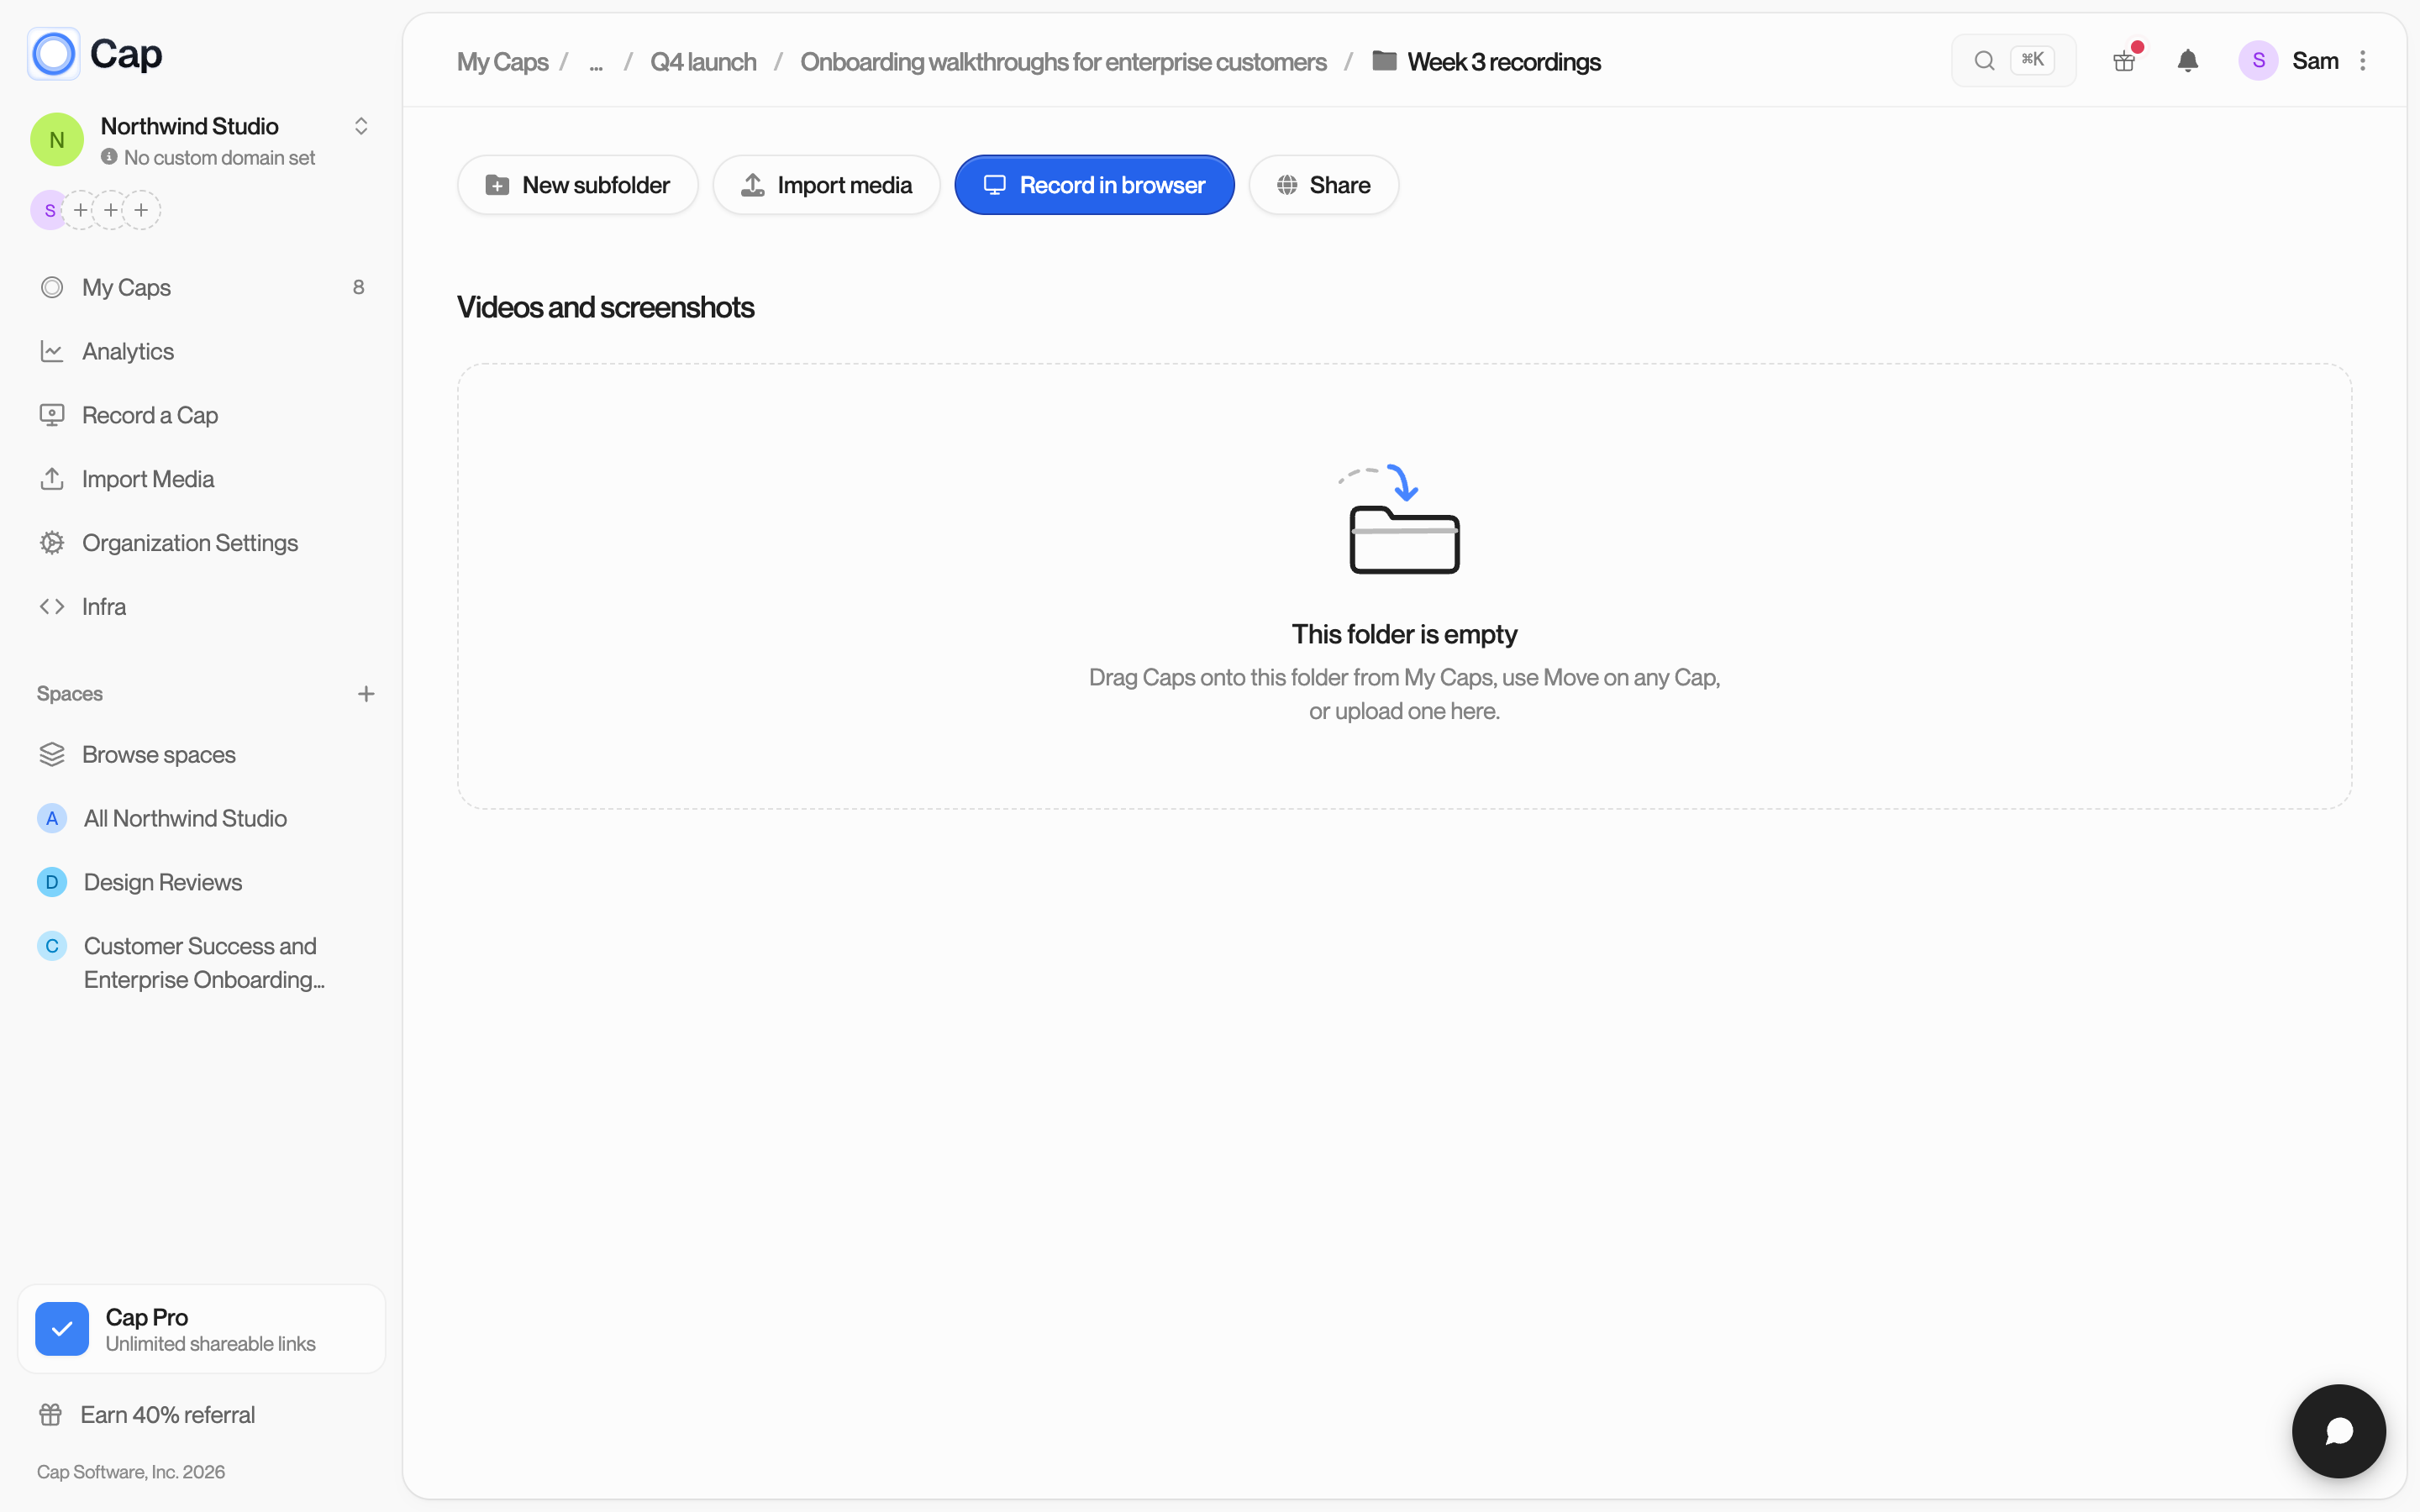 Cap
Northwind Studio
No custom domain set
N
S
My Caps 8
Analytics
Record a Cap
Import Media
Organization Settings
Infra
Spaces
Browse spaces
A All Northwind Studio
D Design Reviews
C Customer Success and
Enterprise Onboarding...
Cap Pro
Unlimited shareable links
Earn 40% referral
Cap Software, Inc. 2026
My Caps / ... / Q4 launch / Onboarding walkthroughs for enterprise customers / Week 3 recordings
⌘K
S Sam
New subfolder
Import media
Record in browser
Share
Videos and screenshots
This folder is empty
Drag Caps onto this folder from My Caps, use Move on any Cap,
or upload one here.